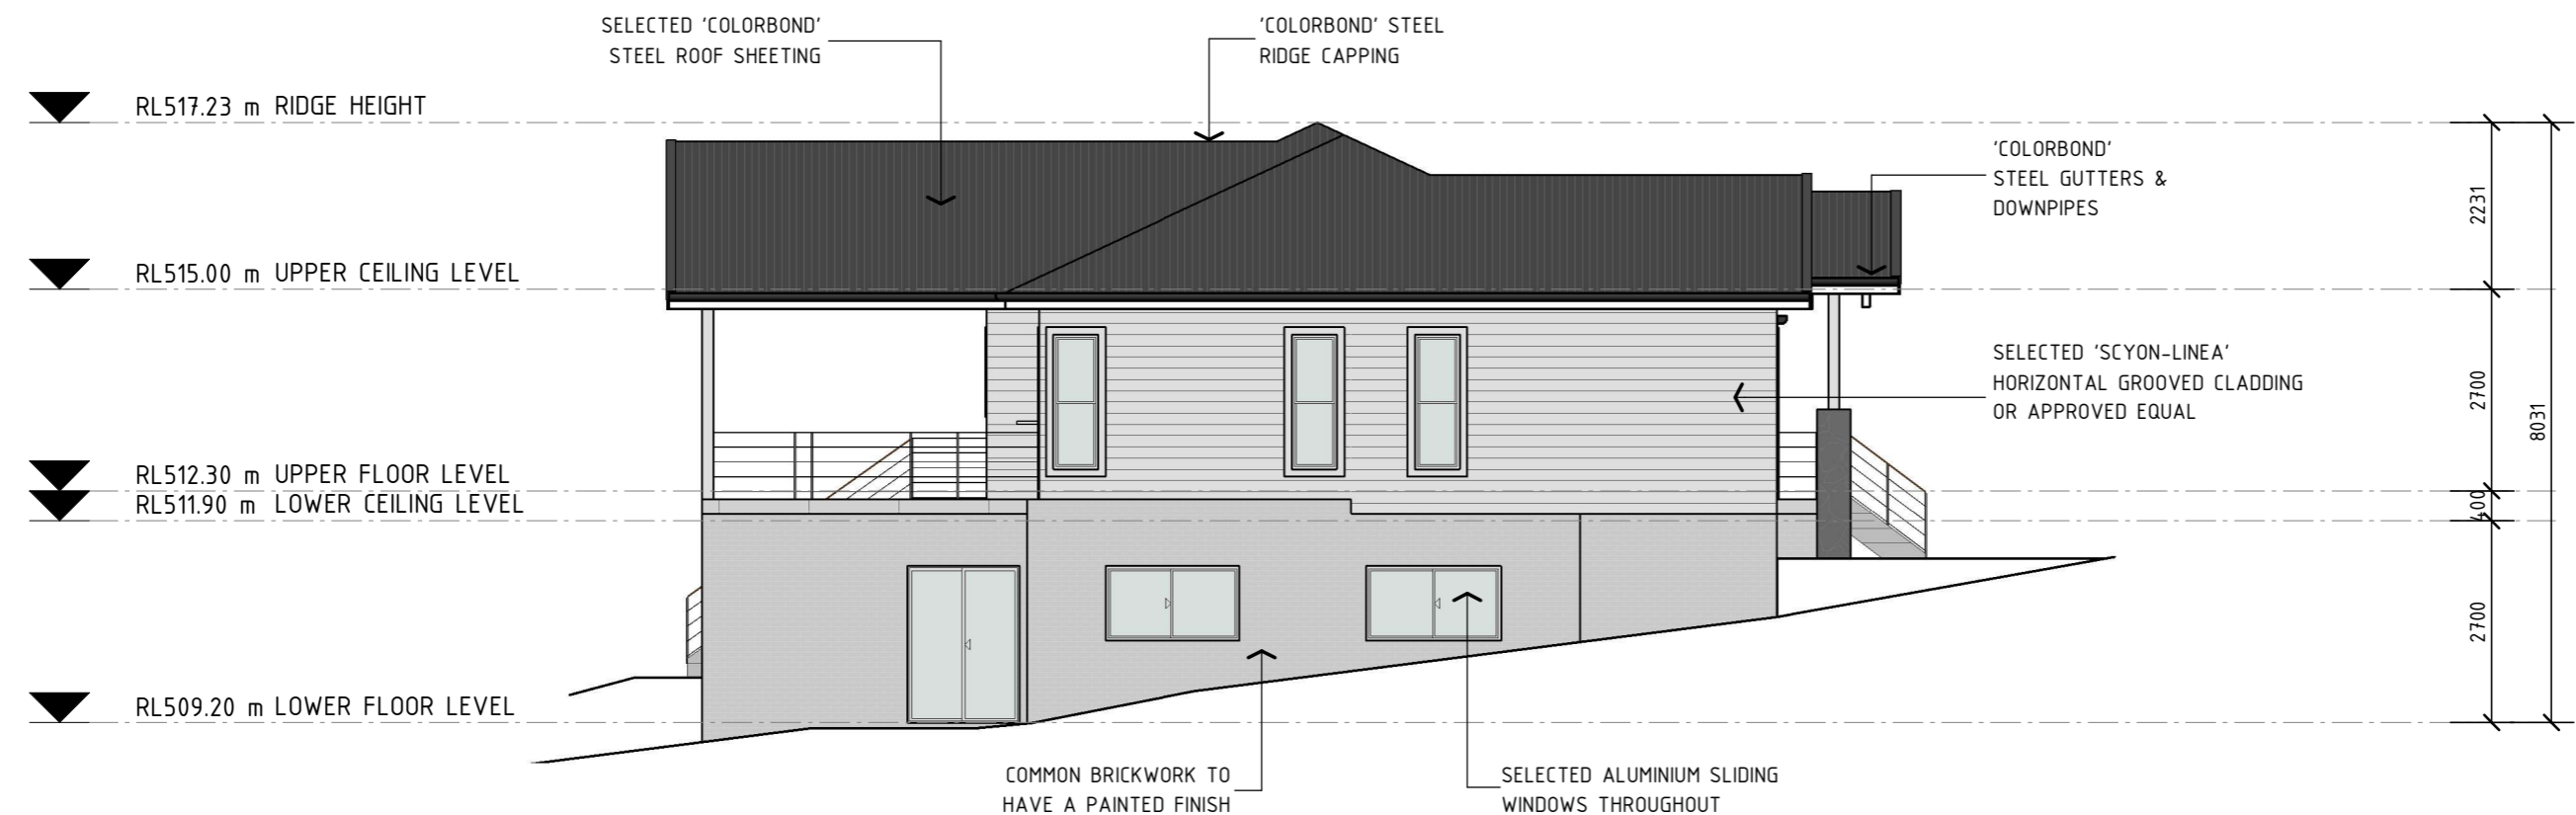 SELECTED 'COLORBOND'
STEEL ROOF SHEETING
'COLORBOND' STEEL
RIDGE CAPPING
RL517.23 m RIDGE HEIGHT
'COLORBOND'
STEEL GUTTERS &
DOWNPIPES
2231
RL515.00 m UPPER CEILING LEVEL
SELECTED 'SCYON-LINEA'
HORIZONTAL GROOVED CLADDING
OR APPROVED EQUAL
2700
8031
RL512.30 m UPPER FLOOR LEVEL
RL511.90 m LOWER CEILING LEVEL
400
2700
RL509.20 m LOWER FLOOR LEVEL
COMMON BRICKWORK TO
HAVE A PAINTED FINISH
SELECTED ALUMINIUM SLIDING
WINDOWS THROUGHOUT